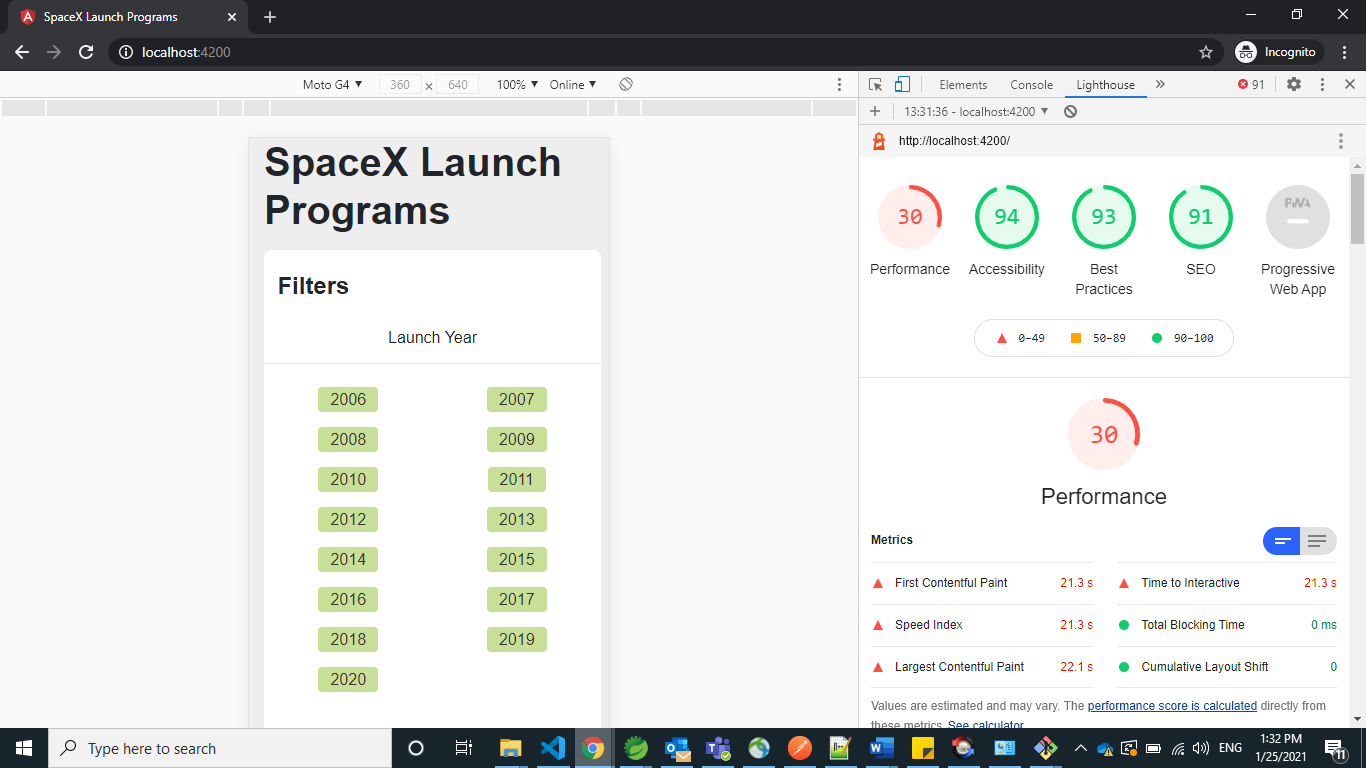 SpaceX Launch Programs
localhost:4200
Incognito
Moto G4
360 × 640
100%
Online
Elements
Console
Lighthouse
91
13:31:36 - localhost:4200
http://localhost:4200/
SpaceX Launch
Programs
Filters
Launch Year
2006 2007
2008 2009
2010 2011
2012 2013
2014 2015
2016 2017
2018 2019
2020
30 94 93 91 PWA
Performance Accessibility Best Practices SEO Progressive Web App
0–49 50–89 90–100
30
Performance
Metrics
First Contentful Paint 21.3 s
Time to Interactive 21.3 s
Speed Index 21.3 s
Total Blocking Time 0 ms
Largest Contentful Paint 22.1 s
Cumulative Layout Shift 0
Values are estimated and may vary. The performance score is calculated directly from
these metrics. See calculator.
Type here to search
ENG
1:32 PM
1/25/2021
11